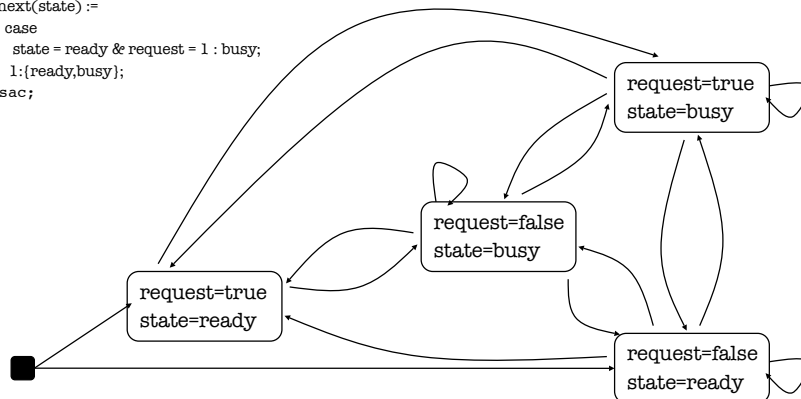 next(state) :=
case
state = ready & request = 1 : busy;
1:{ready,busy};
sac;
request=true
state=busy
request=false
state=busy
request=true
state=ready
request=false
state=ready